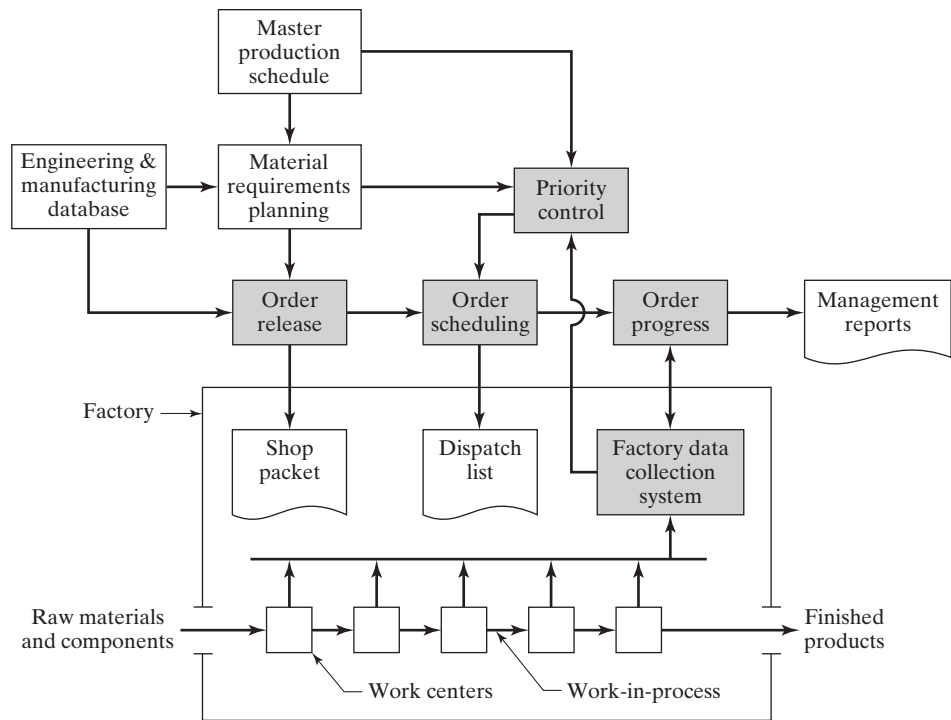 Master
production
schedule
Engineering &
manufacturing
database
Material
requirements
planning
Priority
control
Order
release
Order
scheduling
Order
progress
Management
reports
Factory
Shop
packet
Dispatch
list
Factory data
collection
system
Raw materials
and components
Finished
products
Work centers
Work-in-process